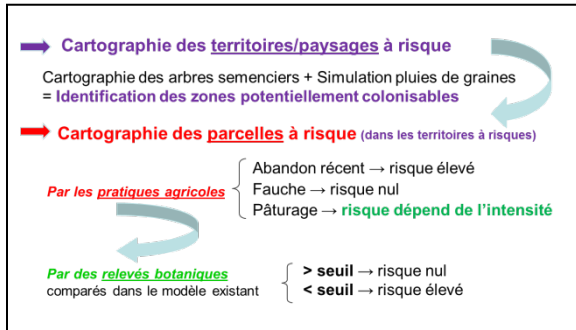 Cartographie des territoires/paysages à risque
Cartographie des arbres semenciers + Simulation pluies de graines
= Identification des zones potentiellement colonisables
Cartographie des parcelles à risque (dans les territoires à risques)
Par les pratiques agricoles
Abandon récent → risque élevé
Fauche → risque nul
Pâturage → risque dépend de l'intensité
Par des relevés botaniques
comparés dans le modèle existant
> seuil → risque nul
< seuil → risque élevé